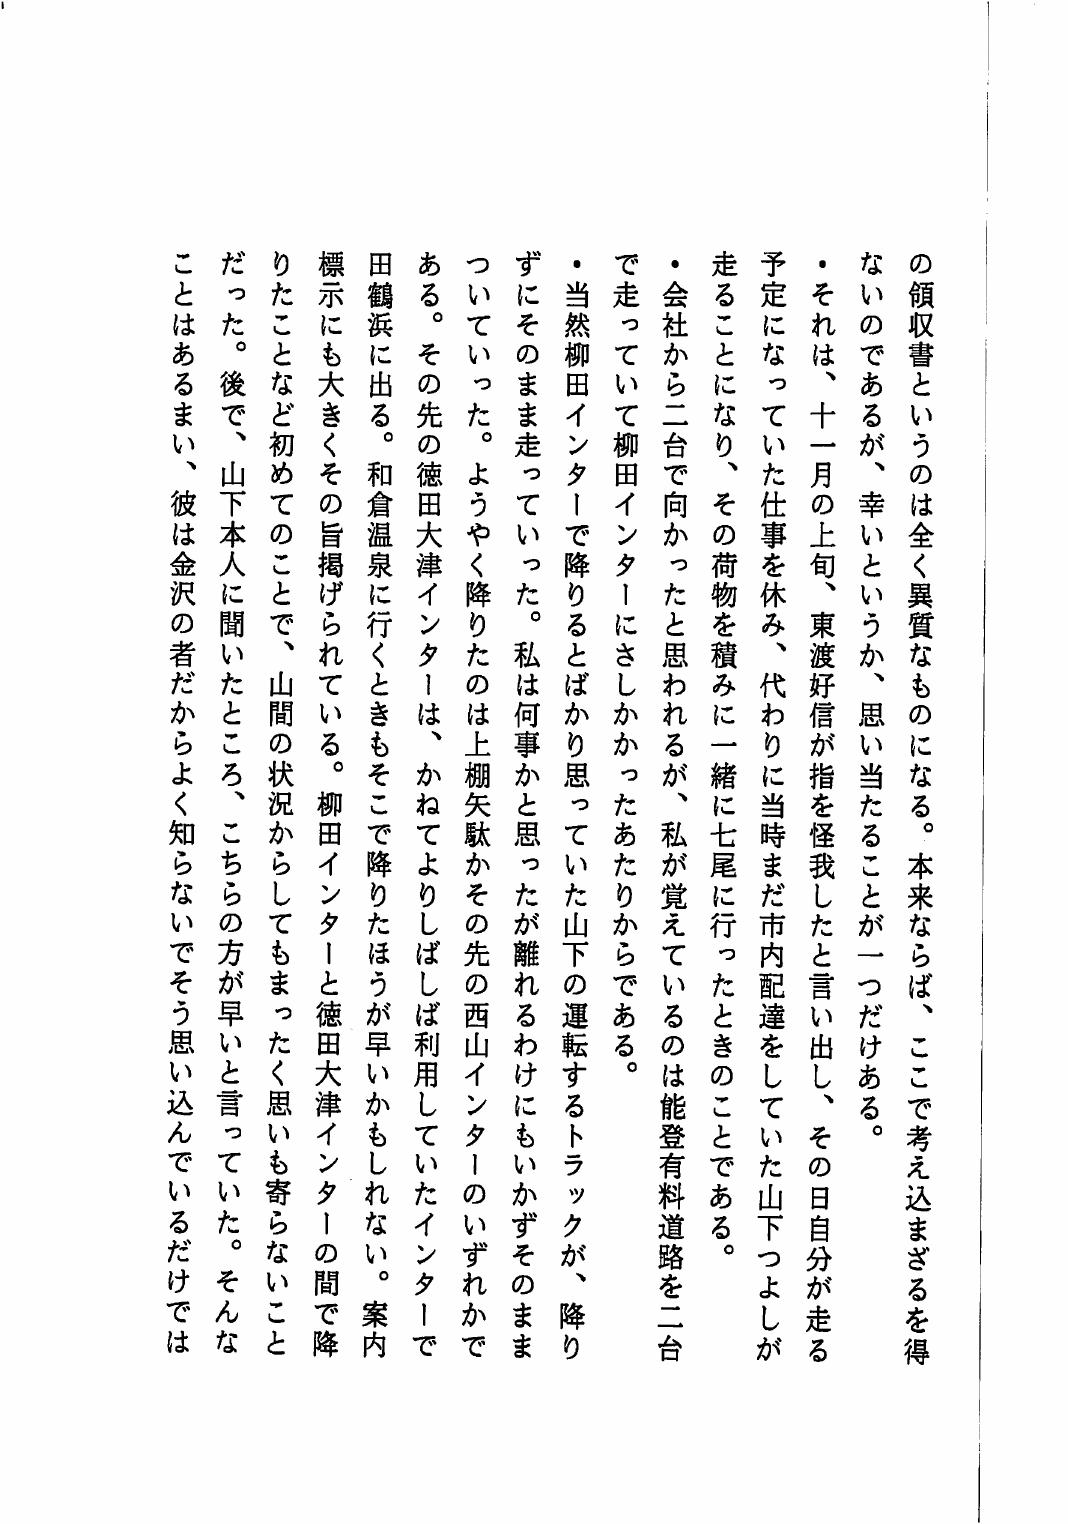 の領収書というのは全く異質なものになる。本来ならば、ここで考え込まざるを得
ないのであるが、幸いというか、思い当たることが一つだけある。
・それは、十一月の上旬、東渡好信が指を怪我したと言い出し、その日自分が走る
予定になっていた仕事を休み、代わりに当時まだ市内配達をしていた山下つよしが
走ることになり、その荷物を積みに一緒に七尾に行ったときのことである。
・会社から二台で向かったと思われるが、私が覚えているのは能登有料道路を二台
で走っていて柳田インターにさしかかったあたりからである。
・当然柳田インターで降りるとばかり思っていた山下の運転するトラックが、降り
ずにそのまま走っていった。私は何事かと思ったが離れるわけにもいかずそのまま
ついていった。ようやく降りたのは上棚矢駄かその先の西山インターのいずれかで
ある。その先の徳田大津インターは、かねてよりしばしば利用していたインターで
田鶴浜に出る。和倉温泉に行くときもそこで降りたほうが早いかもしれない。案内
標示にも大きくその旨掲げられている。柳田インターと徳田大津インターの間で降
りたことなど初めてのことで、山間の状況からしてもまったく思いも寄らないこと
だった。後で、山下本人に聞いたところ、こちらの方が早いと言っていた。そんな
ことはあるまい、彼は金沢の者だからよく知らないでそう思い込んでいるだけでは